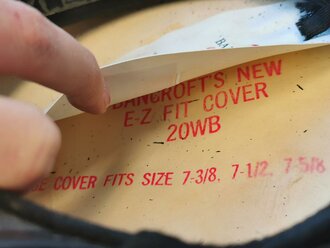 BANCROFT'S NEW
E-Z FIT COVER
20WB
COVER FITS SIZE 7-3/8, 7-1/2, 7-5/8